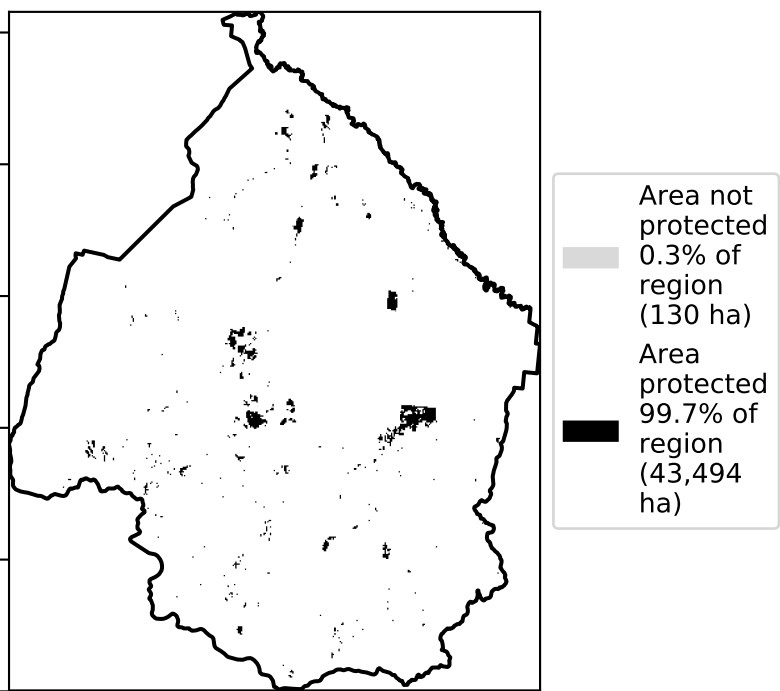 Area not
protected
0.3% of
region
(130 ha)
Area
protected
99.7% of
region
(43,494
ha)